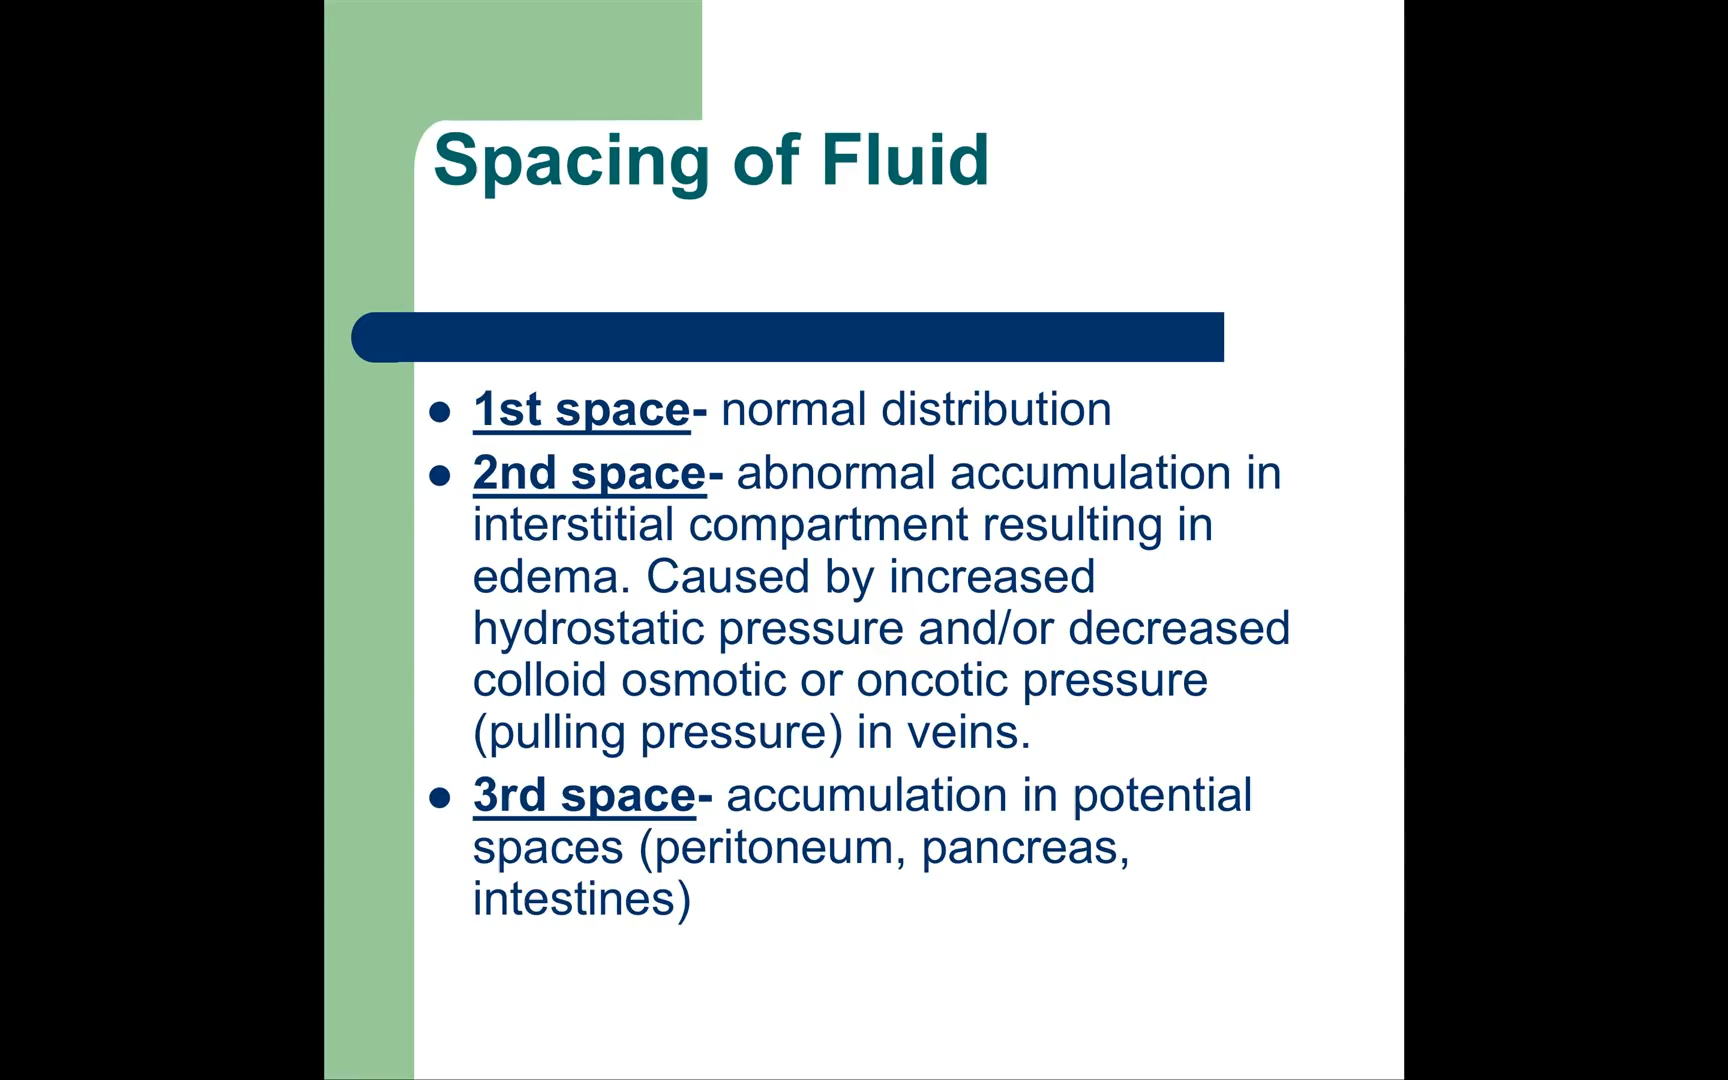 Spacing of Fluid
1st space- normal distribution
2nd space- abnormal accumulation in
interstitial compartment resulting in
edema. Caused by increased
hydrostatic pressure and/or decreased
colloid osmotic or oncotic pressure
(pulling pressure) in veins.
3rd space- accumulation in potential
spaces (peritoneum, pancreas,
intestines)